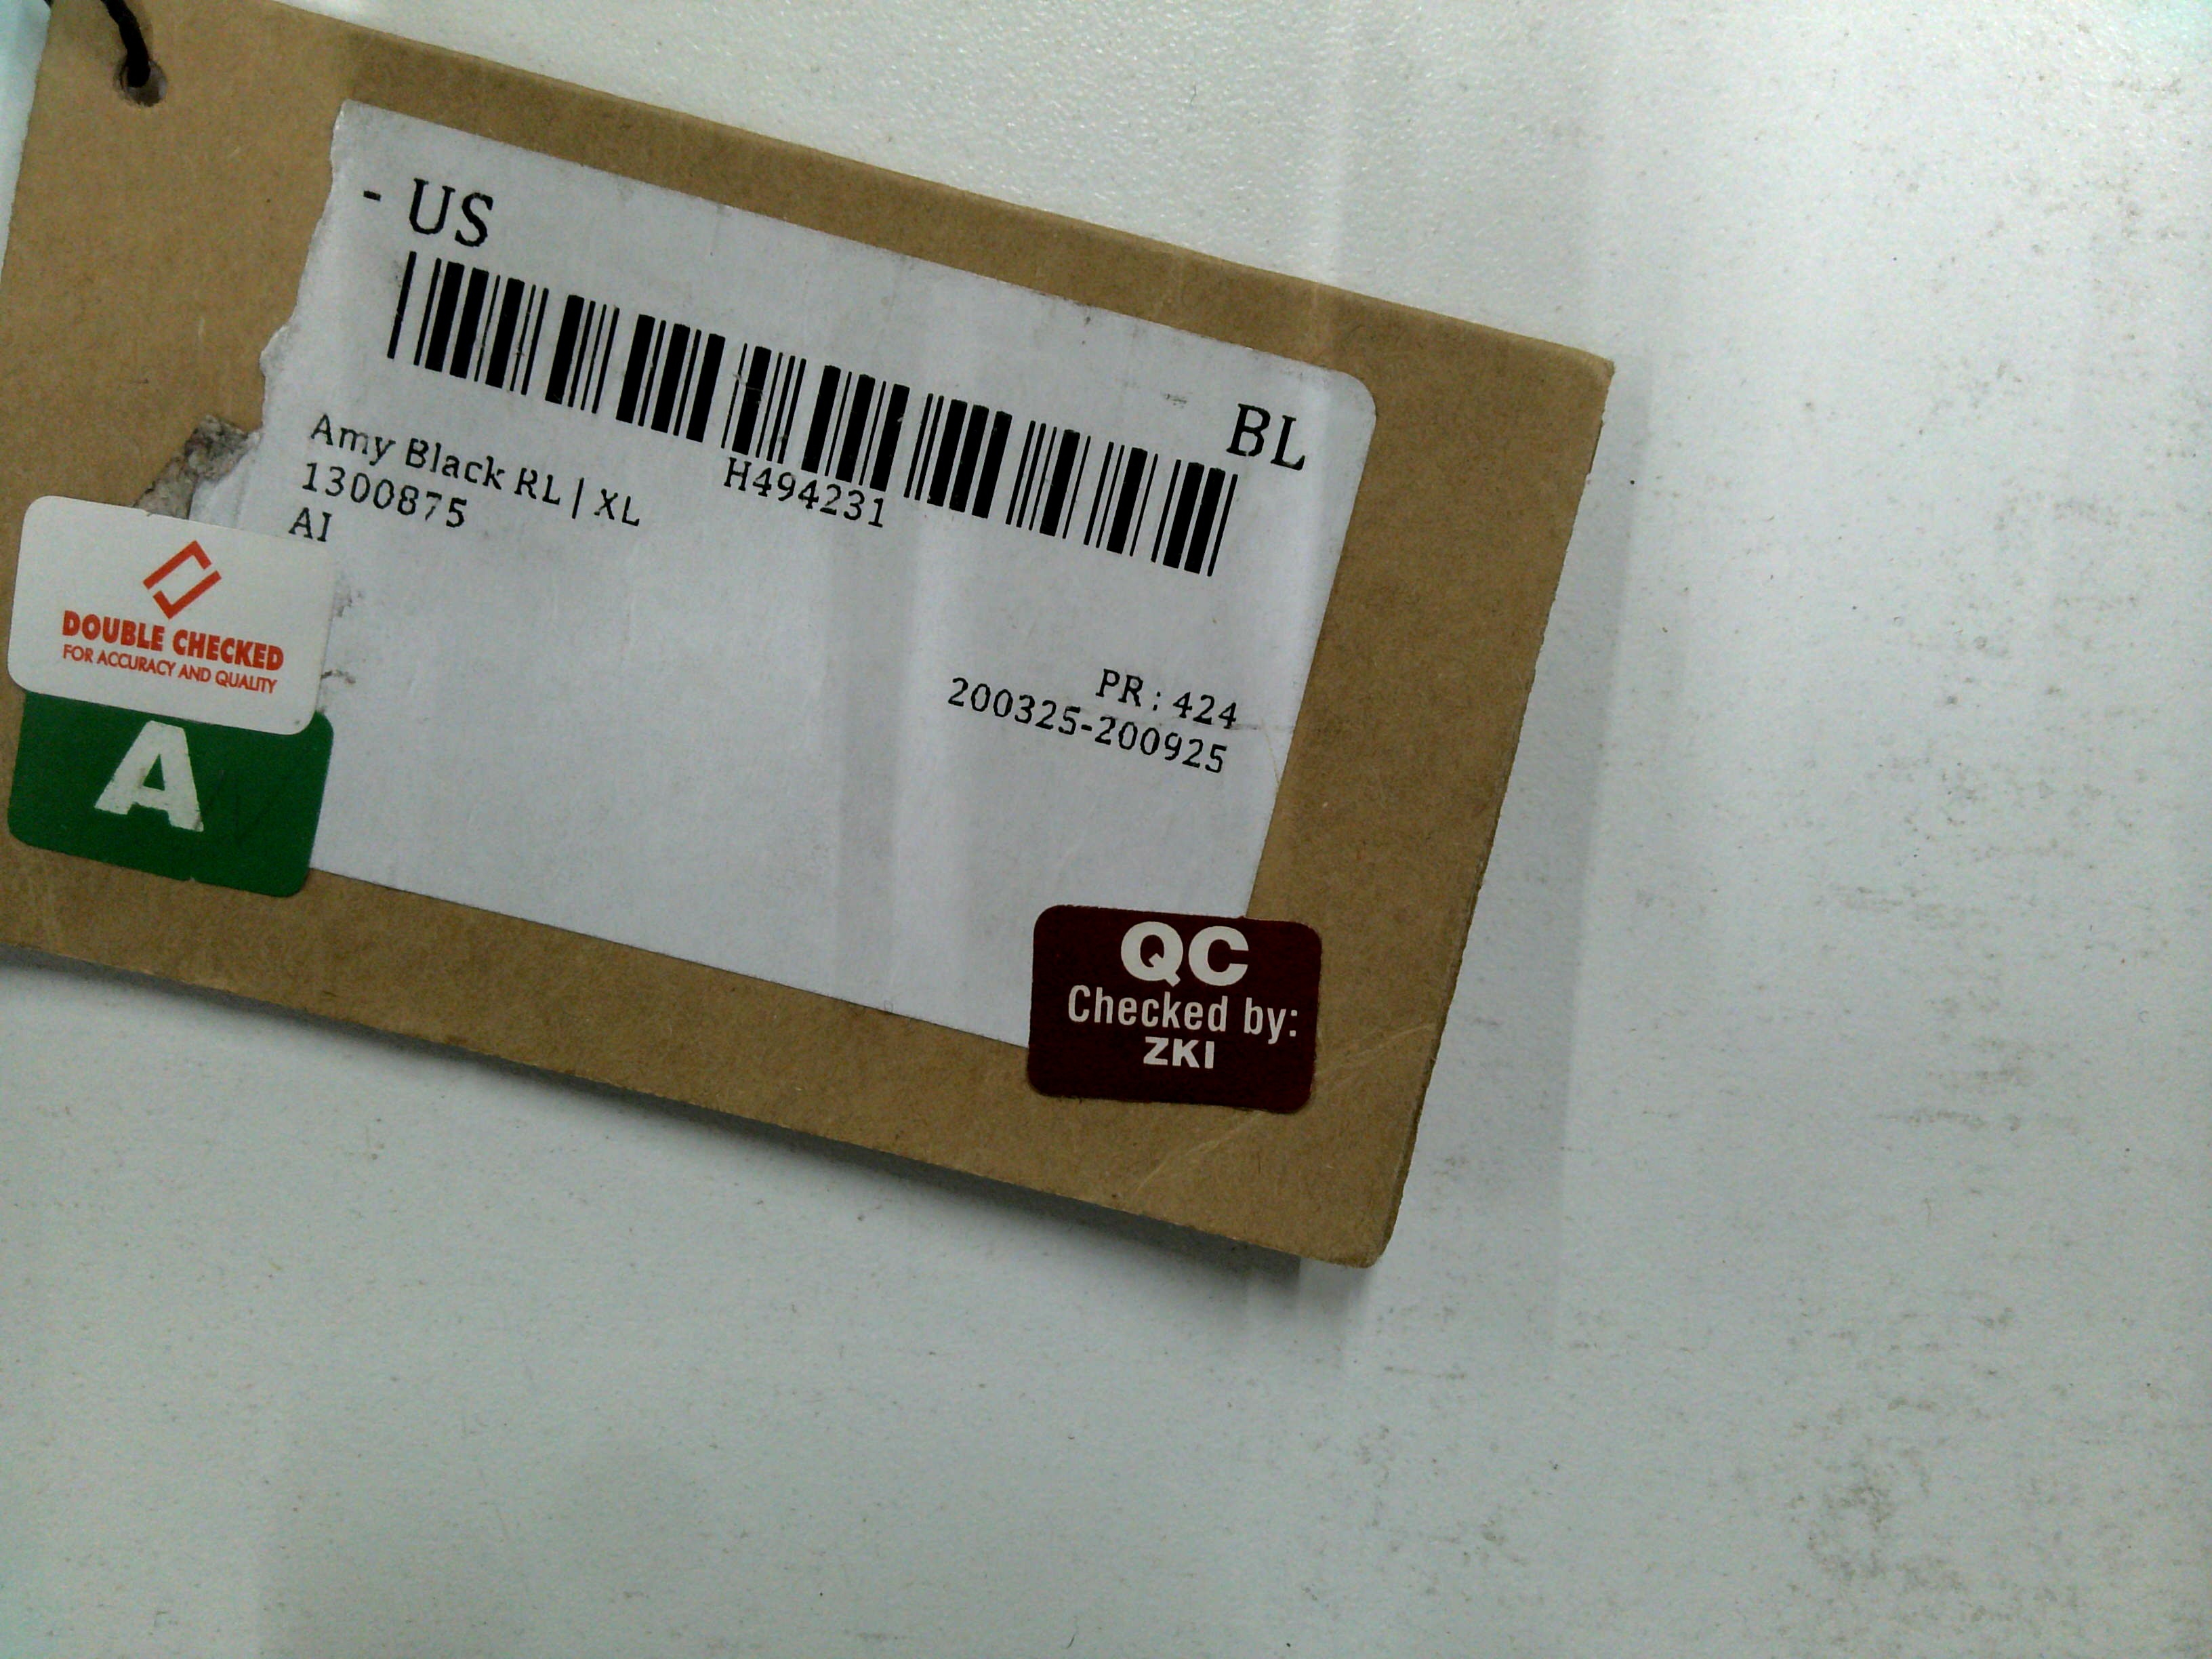 - US
BL
H494231
Amy Black RL | XL
1300875
AI
DOUBLE CHECKED
FOR ACCURACY AND QUALITY
A
PR : 424
200325-200925
QC
Checked by:
ZKI